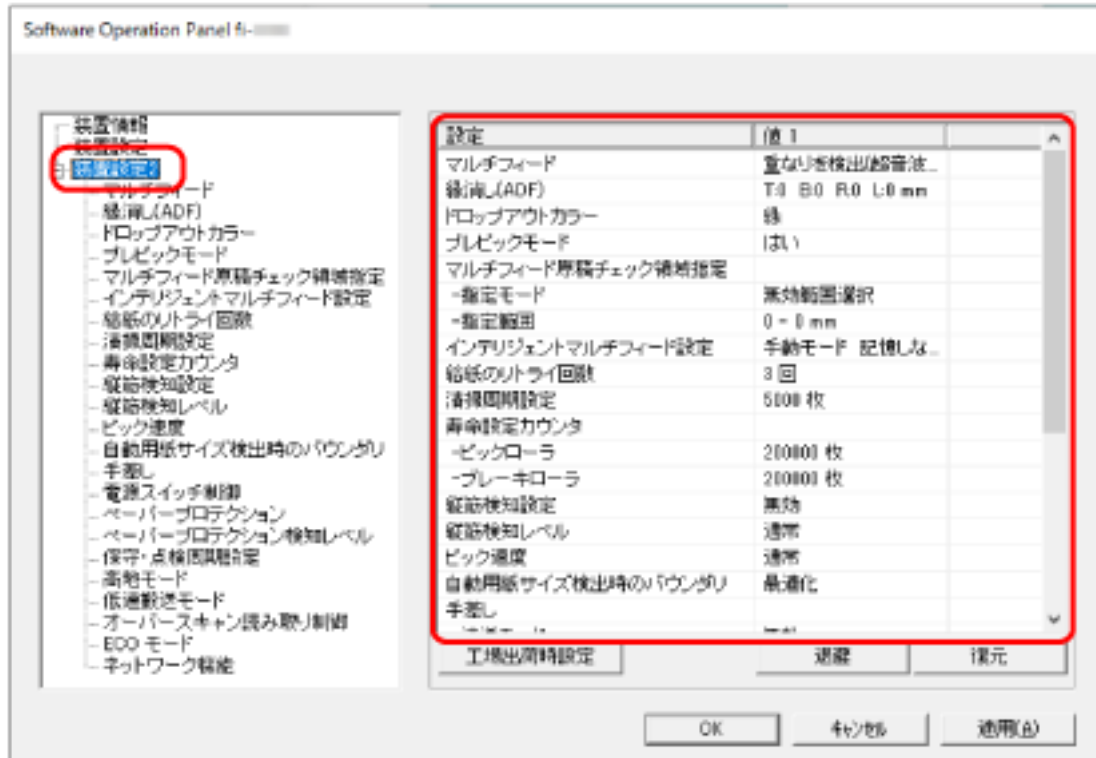 Software Operation Panel fi-
装置情報
装置設定
装置設定2
マルチフィード
縁消し(ADF)
ドロップアウトカラー
プレピックモード
マルチフィード原稿チェック領域指定
インテリジェントマルチフィード設定
給紙のリトライ回数
清掃周期設定
寿命設定カウンタ
縦筋検知設定
縦筋検知レベル
ピック速度
自動用紙サイズ検出時のバウンダリ
手差し
電源スイッチ制御
ペーパープロテクション
ペーパープロテクション検知レベル
保守・点検周期設定
高地モード
低速搬送モード
オーバースキャン読み取り制御
ECO モード
ネットワーク機能
設定 値 1
マルチフィード 重なりを検出(超音波...
縁消し(ADF) T:0 B:0 R:0 L:0 mm
ドロップアウトカラー 緑
プレピックモード はい
マルチフィード原稿チェック領域指定
-指定モード 無効範囲選択
-指定範囲 0 - 0 mm
インテリジェントマルチフィード設定 手動モード 記憶しな...
給紙のリトライ回数 3 回
清掃周期設定 5000 枚
寿命設定カウンタ
-ピックローラ 200000 枚
-ブレーキローラ 200000 枚
縦筋検知設定 無効
縦筋検知レベル 通常
ピック速度 通常
自動用紙サイズ検出時のバウンダリ 最適化
手差し
工場出荷時設定 退避 復元
OK キャンセル 適用(A)